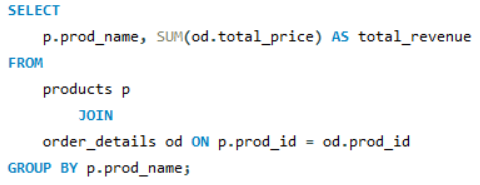 SELECT
p.prod_name, SUM(od.total_price) AS total_revenue
FROM
products p
JOIN
order_details od ON p.prod_id = od.prod_id
GROUP BY p.prod_name;